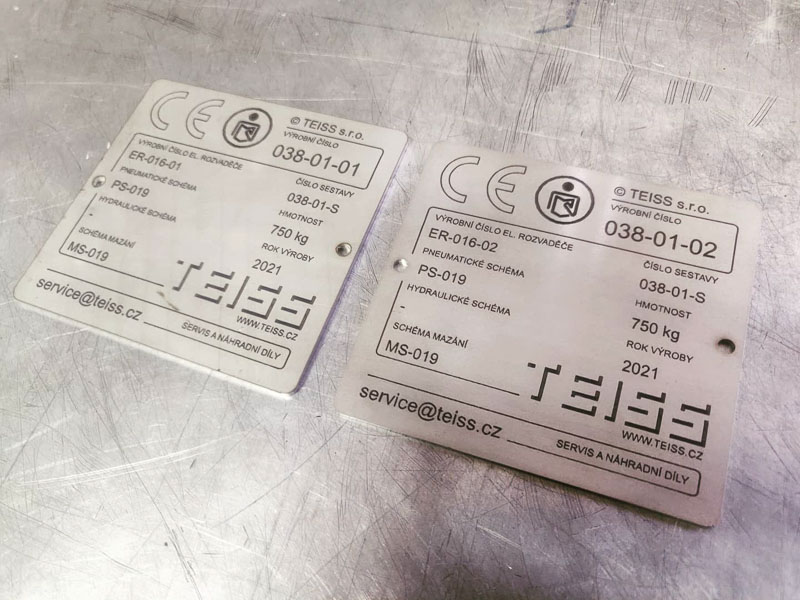 CE
© TEISS s.r.o.
VÝROBNÍ ČÍSLO
038-01-01
VÝROBNÍ ČÍSLO EL. ROZVADĚČE
ER-016-01
ČÍSLO SESTAVY
038-01-S
PNEUMATICKÉ SCHÉMA
PS-019
HMOTNOST
750 kg
HYDRAULICKÉ SCHÉMA
-
ROK VÝROBY
2021
SCHÉMA MAZÁNÍ
MS-019
TEISS
WWW.TEISS.CZ
service@teiss.cz
SERVIS A NÁHRADNÍ DÍLY
CE
© TEISS s.r.o.
VÝROBNÍ ČÍSLO
038-01-02
VÝROBNÍ ČÍSLO EL. ROZVADĚČE
ER-016-02
ČÍSLO SESTAVY
038-01-S
PNEUMATICKÉ SCHÉMA
PS-019
HMOTNOST
750 kg
HYDRAULICKÉ SCHÉMA
-
ROK VÝROBY
2021
SCHÉMA MAZÁNÍ
MS-019
TEISS
WWW.TEISS.CZ
service@teiss.cz
SERVIS A NÁHRADNÍ DÍLY